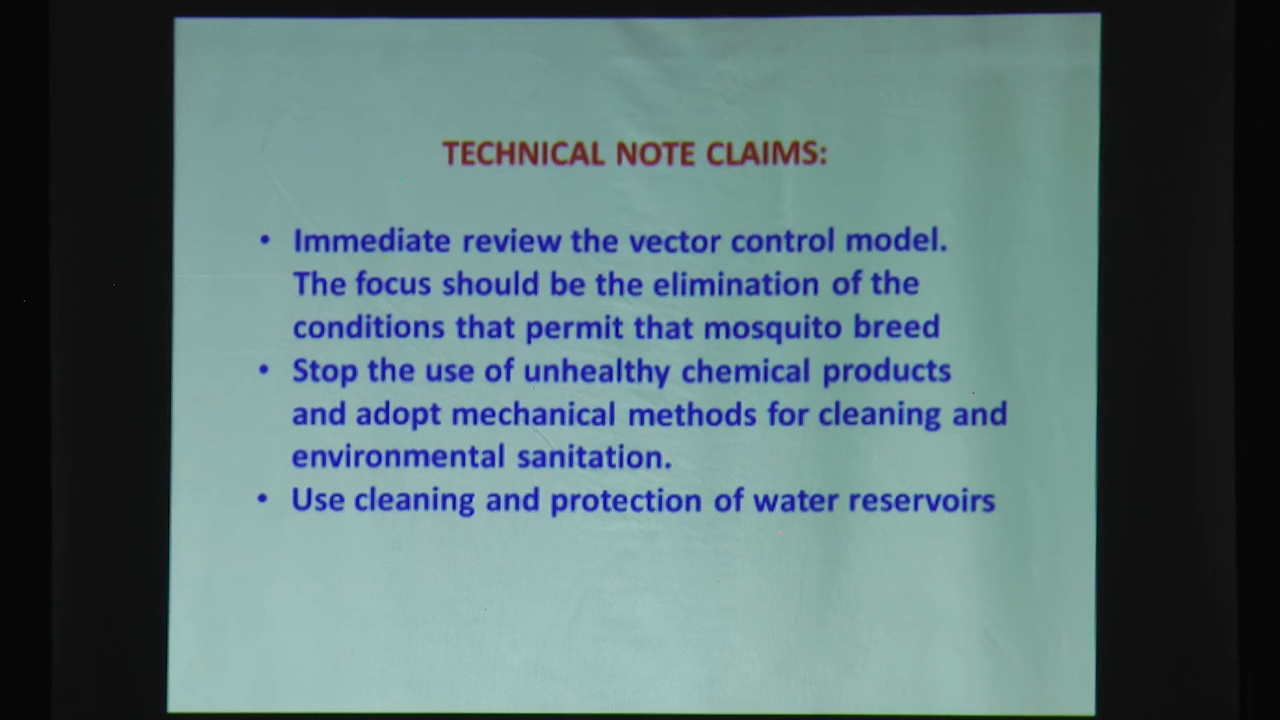 TECHNICAL NOTE CLAIMS:
• Immediate review the vector control model.
The focus should be the elimination of the
conditions that permit that mosquito breed
• Stop the use of unhealthy chemical products
and adopt mechanical methods for cleaning and
environmental sanitation.
• Use cleaning and protection of water reservoirs